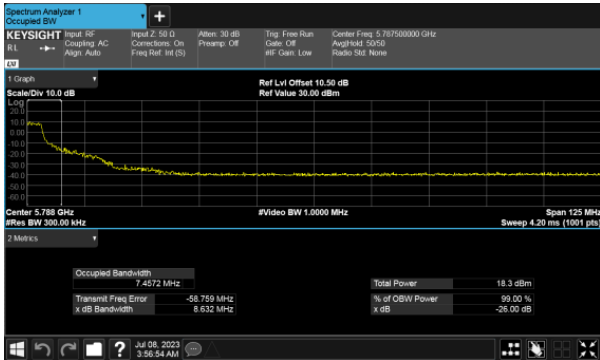 Spectrum Analyzer 1
Occupied BW
+
KEYSIGHT
RL
Input: RF
Coupling: AC
Align: Auto
Input Z: 50 Ω
Corrections: On
Freq Ref: Int (S)
Atten: 30 dB
Preamp: Off
Trig: Free Run
Gate: Off
#IF Gain: Low
Center Freq: 5.787500000 GHz
Avg|Hold: 50/50
Radio Std: None
1 Graph
Scale/Div 10.0 dB
Ref Lvl Offset 10.50 dB
Ref Value 30.00 dBm
Log
20.0
10.0
0.00
-10.0
-20.0
-30.0
-40.0
-50.0
-60.0
Center 5.788 GHz
#Res BW 300.00 kHz
#Video BW 1.0000 MHz
Span 125 MHz
Sweep 4.20 ms (1001 pts)
2 Metrics
Occupied Bandwidth
7.4572 MHz
Transmit Freq Error -58.759 MHz
x dB Bandwidth 8.632 MHz
Total Power 18.3 dBm
% of OBW Power 99.00 %
x dB -26.00 dB
?
Jul 08, 2023
3:56:54 AM